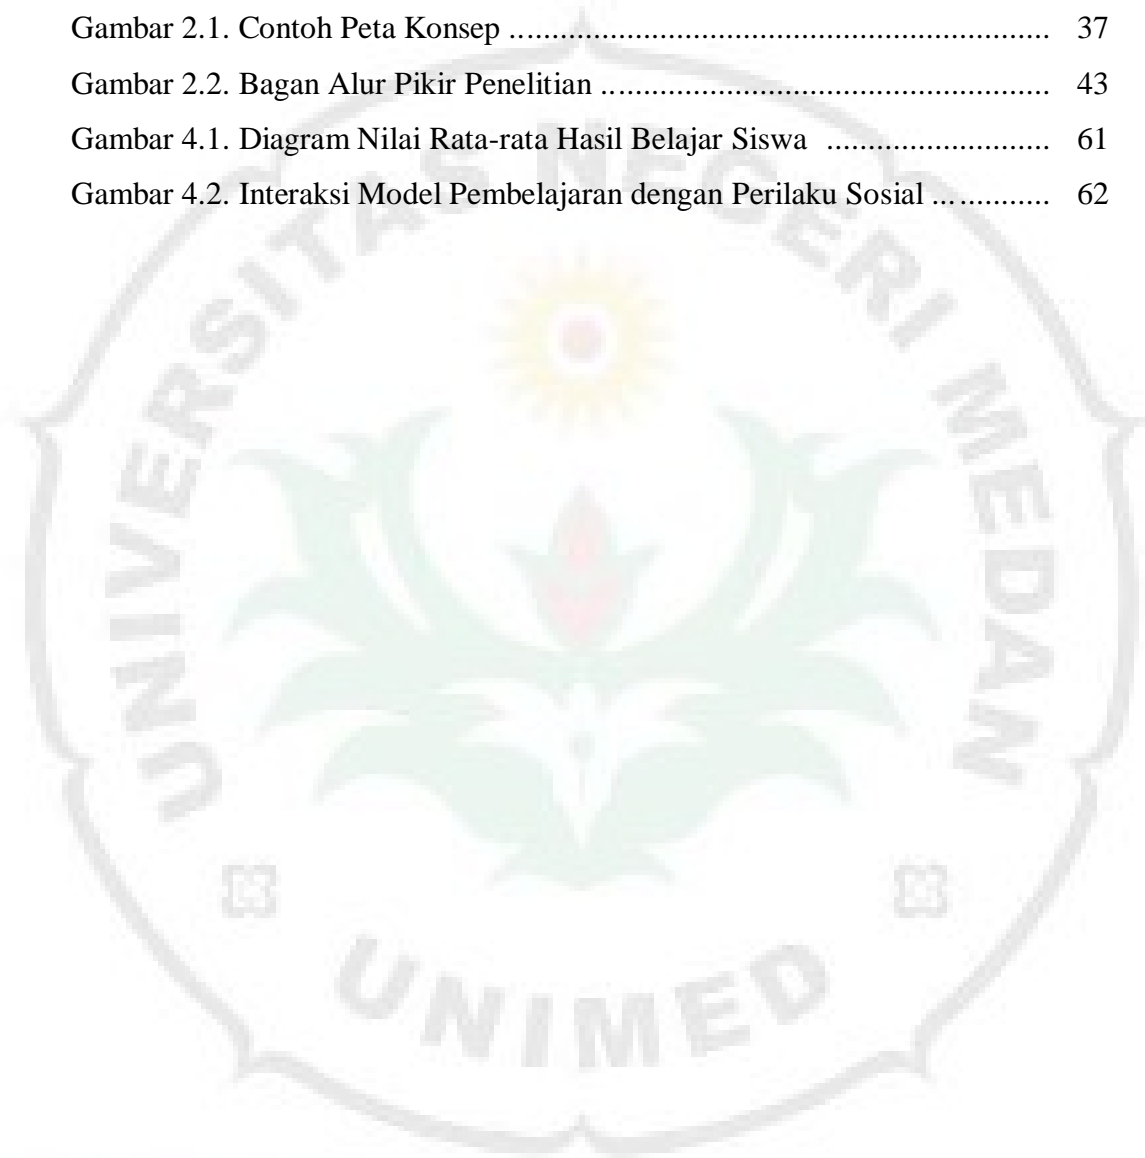 Gambar 2.1. Contoh Peta Konsep ................................................................ 37
Gambar 2.2. Bagan Alur Pikir Penelitian ..................................................... 43
Gambar 4.1. Diagram Nilai Rata-rata Hasil Belajar Siswa .......................... 61
Gambar 4.2. Interaksi Model Pembelajaran dengan Perilaku Sosial .............. 62
UNIVERSITAS NEGERI MEDAN
UNIMED